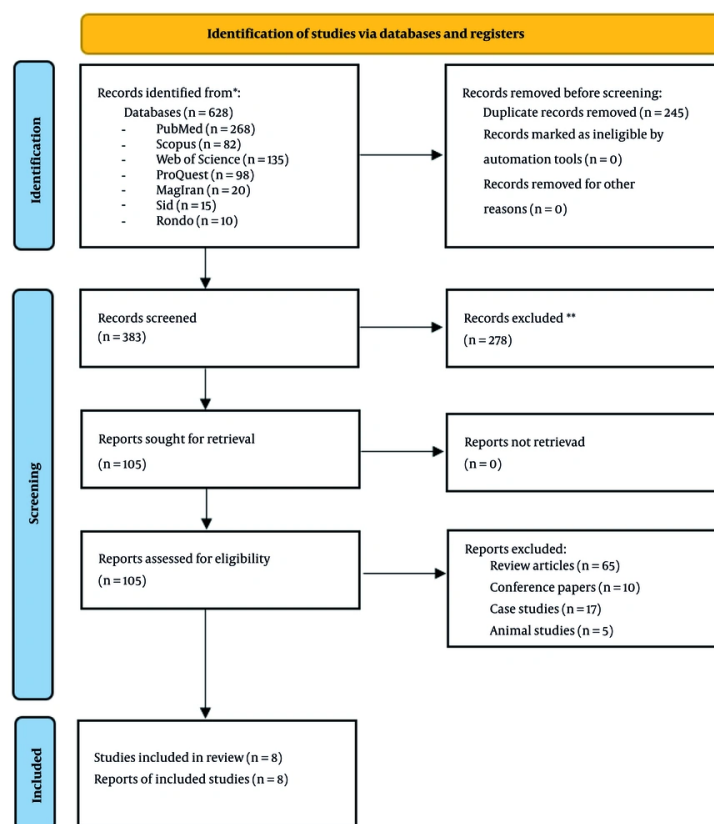 Identification of studies via databases and registers
Identification
Records identified from*:
Databases (n = 628)
- PubMed (n = 268)
- Scopus (n = 82)
- Web of Science (n = 135)
- ProQuest (n = 98)
- MagIran (n = 20)
- Sid (n = 15)
- Rondo (n = 10)
Records removed before screening:
Duplicate records removed (n = 245)
Records marked as ineligible by
automation tools (n = 0)
Records removed for other
reasons (n = 0)
Screening
Records screened
(n = 383)
Records excluded **
(n = 278)
Reports sought for retrieval
(n = 105)
Reports not retrievad
(n = 0)
Reports assessed for eligibility
(n = 105)
Reports excluded:
Review articles (n = 65)
Conference papers (n = 10)
Case studies (n = 17)
Animal studies (n = 5)
Included
Studies included in review (n = 8)
Reports of included studies (n = 8)